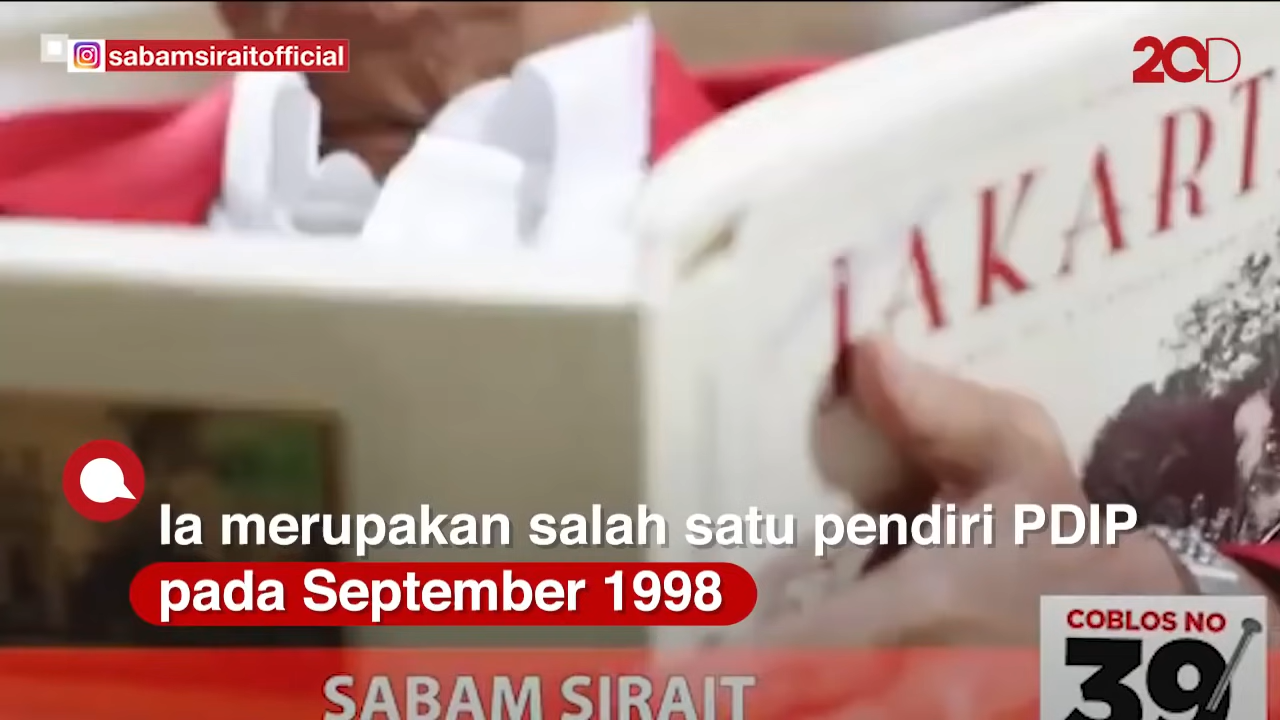 sabamsiraitofficial
20D
JAKART
Ia merupakan salah satu pendiri PDIP
pada September 1998
COBLOS NO
39
SABAM SIRAIT